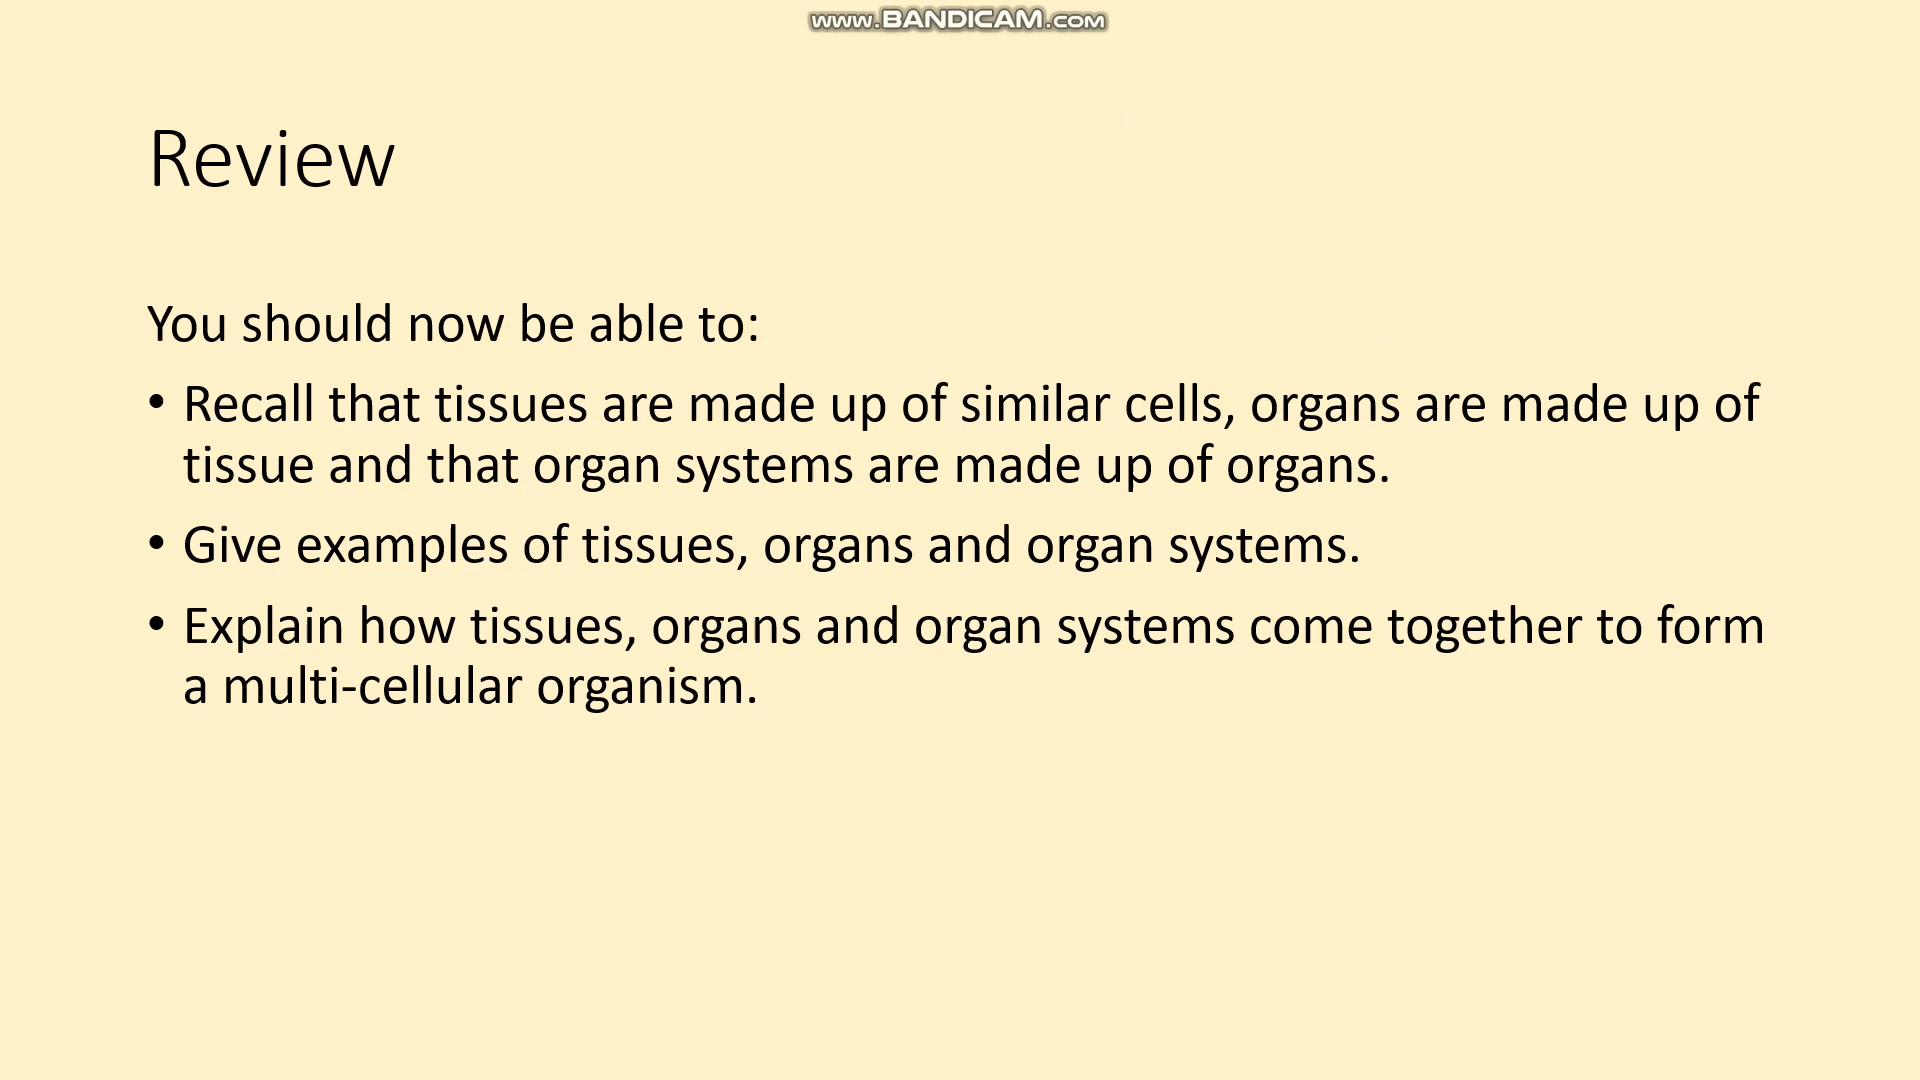 www.BANDICAM.com
Review
You should now be able to:
• Recall that tissues are made up of similar cells, organs are made up of
tissue and that organ systems are made up of organs.
• Give examples of tissues, organs and organ systems.
• Explain how tissues, organs and organ systems come together to form
a multi-cellular organism.